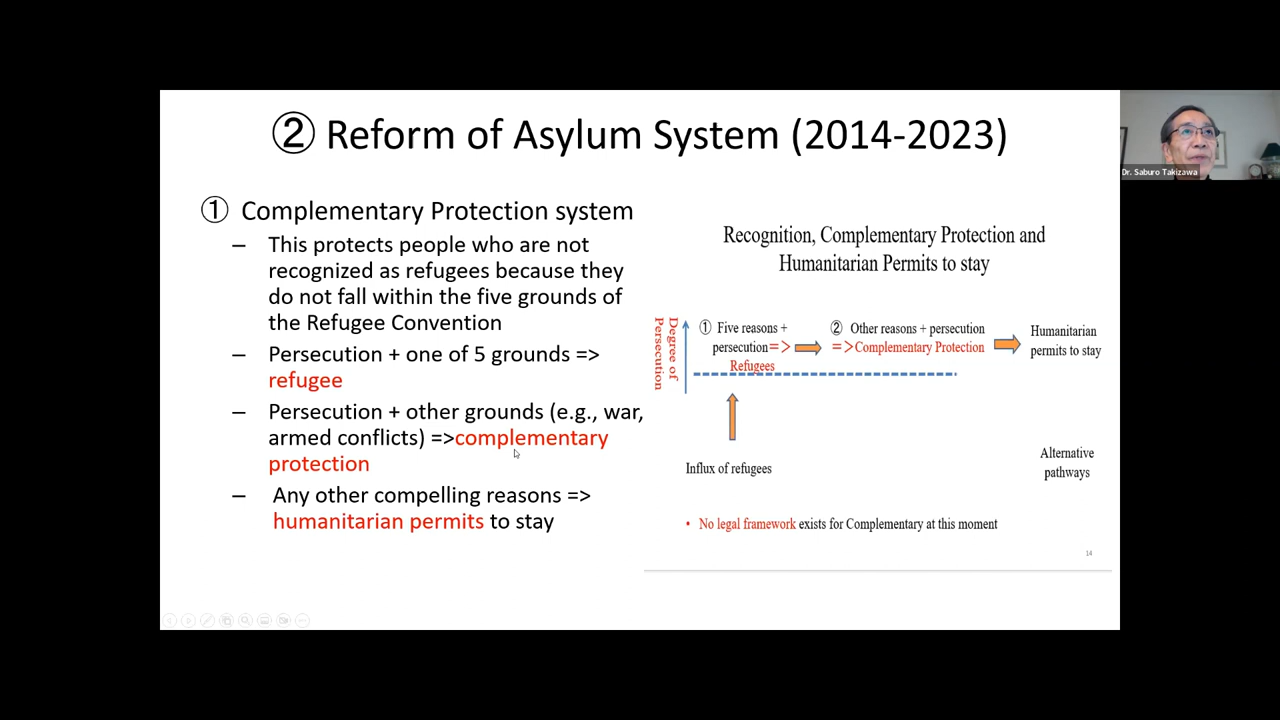 ② Reform of Asylum System (2014-2023)
① Complementary Protection system
– This protects people who are not
recognized as refugees because they
do not fall within the five grounds of
the Refugee Convention
– Persecution + one of 5 grounds =>
refugee
– Persecution + other grounds (e.g., war,
armed conflicts) =>complementary
protection
– Any other compelling reasons =>
humanitarian permits to stay
Recognition, Complementary Protection and
Humanitarian Permits to stay
Degree of
Persecution
① Five reasons +
persecution=>
Refugees
② Other reasons + persecution
=>Complementary Protection
Humanitarian
permits to stay
Influx of refugees
Alternative
pathways
• No legal framework exists for Complementary at this moment
14
Dr. Saburo Takizawa